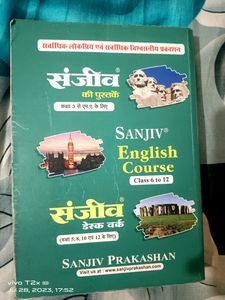 सर्वाधिक लोकप्रिय एवं सर्वाधिक विश्वसनीय प्रकाशन
संजीव®
की पुस्तकें
कक्षा 3 से एम.ए. के लिए
SANJIV®
English
Course
Class 6 to 12
संजीव®
डेस्क वर्क
(कक्षा 5, 8, 10 एवं 12 के लिए)
SANJIV PRAKASHAN
Visit us at : www.sanjivprakashan.com
vivo T2x
28, 2023, 17:52